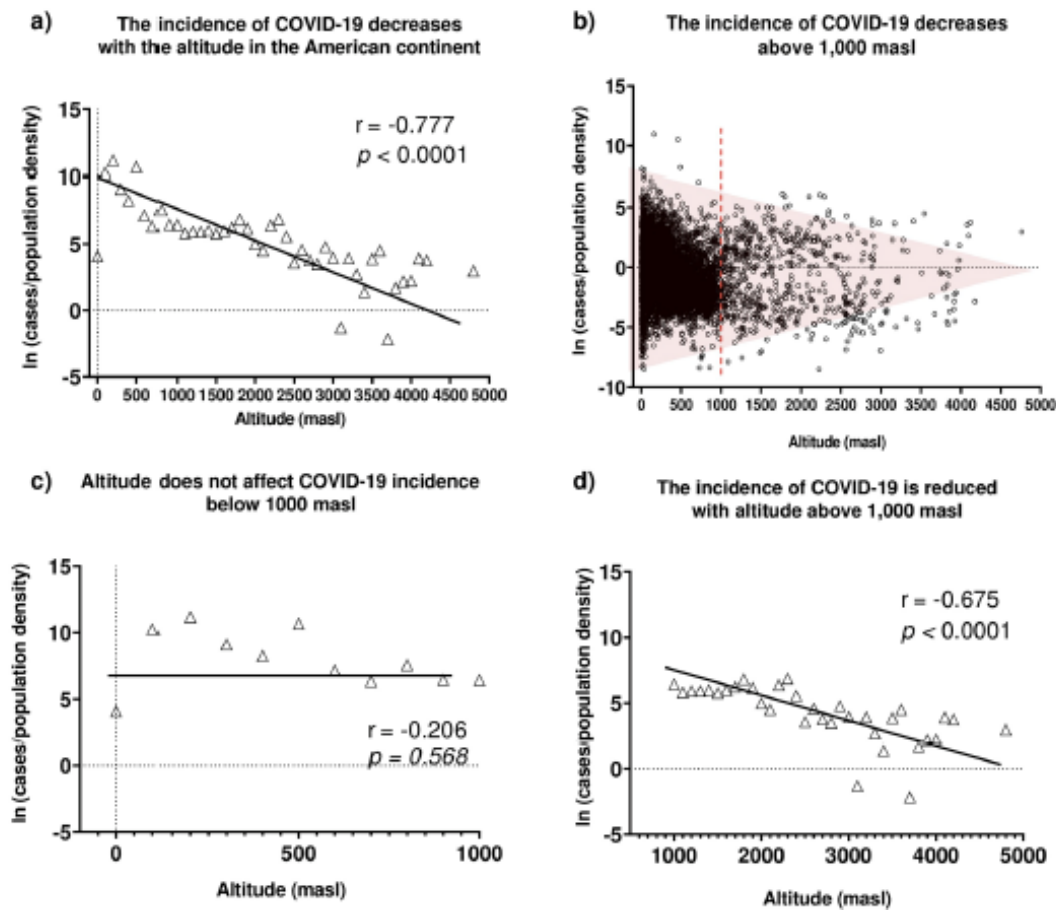 a) The incidence of COVID-19 decreases
with the altitude in the American continent
r = -0.777
p < 0.0001
ln (cases/population density)
15
10
5
0
-5
0 500 1000 1500 2000 2500 3000 3500 4000 4500 5000
Altitude (masl)
b) The incidence of COVID-19 decreases
above 1,000 masl
ln (cases/population density)
15
10
5
0
-5
-10
0 500 1000 1500 2000 2500 3000 3500 4000 4500 5000
Altitude (masl)
c) Altitude does not affect COVID-19 incidence
below 1000 masl
ln (cases/population density)
15
10
5
0
-5
r = -0.206
p = 0.568
0 500 1000
Altitude (masl)
d) The incidence of COVID-19 is reduced
with altitude above 1,000 masl
ln (cases/population density)
15
10
5
0
-5
r = -0.675
p < 0.0001
1000 2000 3000 4000 5000
Altitude (masl)